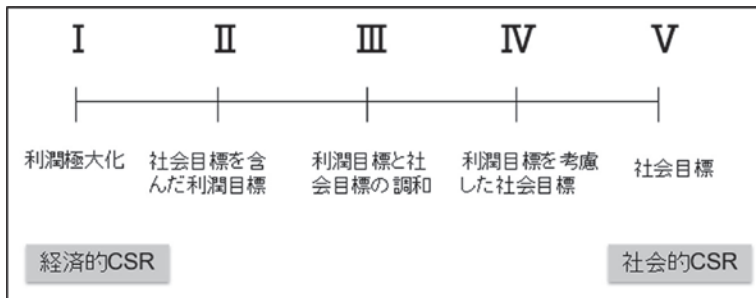 I II III IV V
利潤極大化
社会目標を含
んだ利潤目標
利潤目標と社
会目標の調和
利潤目標を考慮
した社会目標
社会目標
経済的CSR
社会的CSR